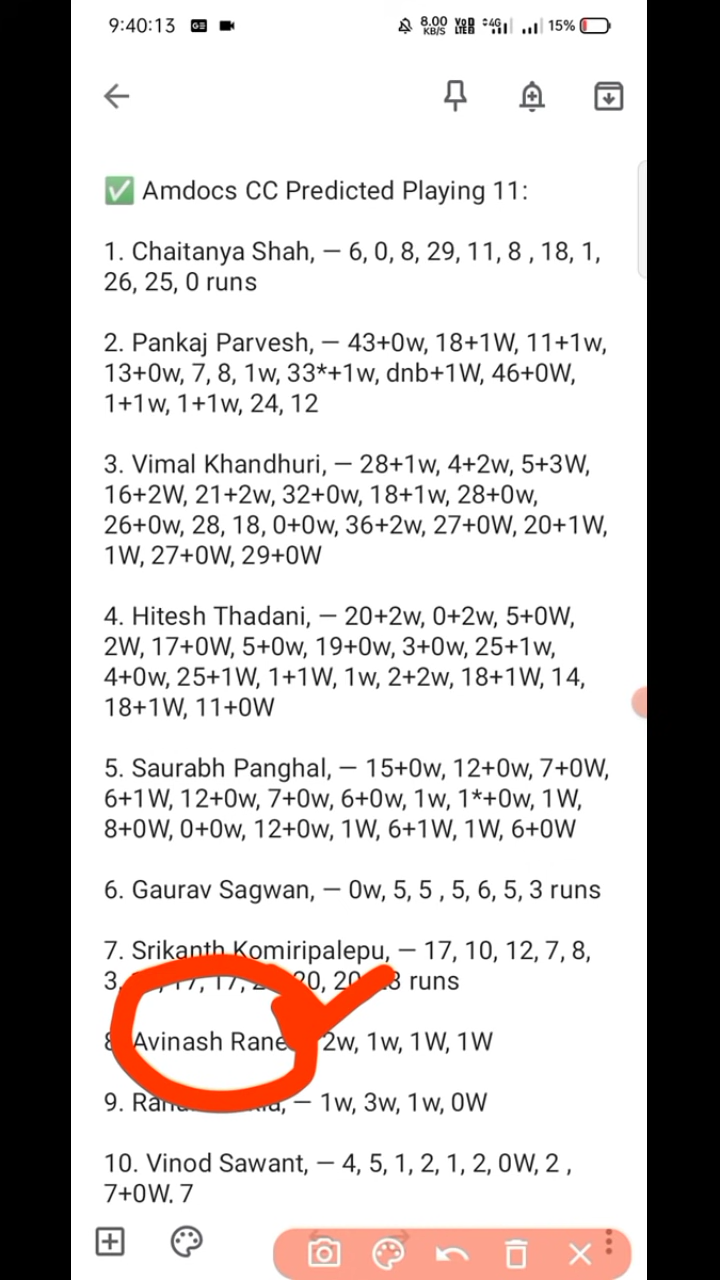 9:40:13
8.00 KB/S VoD LTE 4G 15%
✅ Amdocs CC Predicted Playing 11:
1. Chaitanya Shah, — 6, 0, 8, 29, 11, 8 , 18, 1,
26, 25, 0 runs
2. Pankaj Parvesh, — 43+0w, 18+1W, 11+1w,
13+0w, 7, 8, 1w, 33*+1w, dnb+1W, 46+0W,
1+1w, 1+1w, 24, 12
3. Vimal Khandhuri, — 28+1w, 4+2w, 5+3W,
16+2W, 21+2w, 32+0w, 18+1w, 28+0w,
26+0w, 28, 18, 0+0w, 36+2w, 27+0W, 20+1W,
1W, 27+0W, 29+0W
4. Hitesh Thadani, — 20+2w, 0+2w, 5+0W,
2W, 17+0W, 5+0w, 19+0w, 3+0w, 25+1w,
4+0w, 25+1W, 1+1W, 1w, 2+2w, 18+1W, 14,
18+1W, 11+0W
5. Saurabh Panghal, — 15+0w, 12+0w, 7+0W,
6+1W, 12+0w, 7+0w, 6+0w, 1w, 1*+0w, 1W,
8+0W, 0+0w, 12+0w, 1W, 6+1W, 1W, 6+0W
6. Gaurav Sagwan, — 0w, 5, 5 , 5, 6, 5, 3 runs
7. Srikanth Komiripalepu, — 17, 10, 12, 7, 8,
17, 17, 20, runs
Avinash Rane 2w, 1w, 1W, 1W
9. — 1w, 3w, 1w, 0W
10. Vinod Sawant, — 4, 5, 1, 2, 1, 2, 0W, 2 ,
7+0W, 7